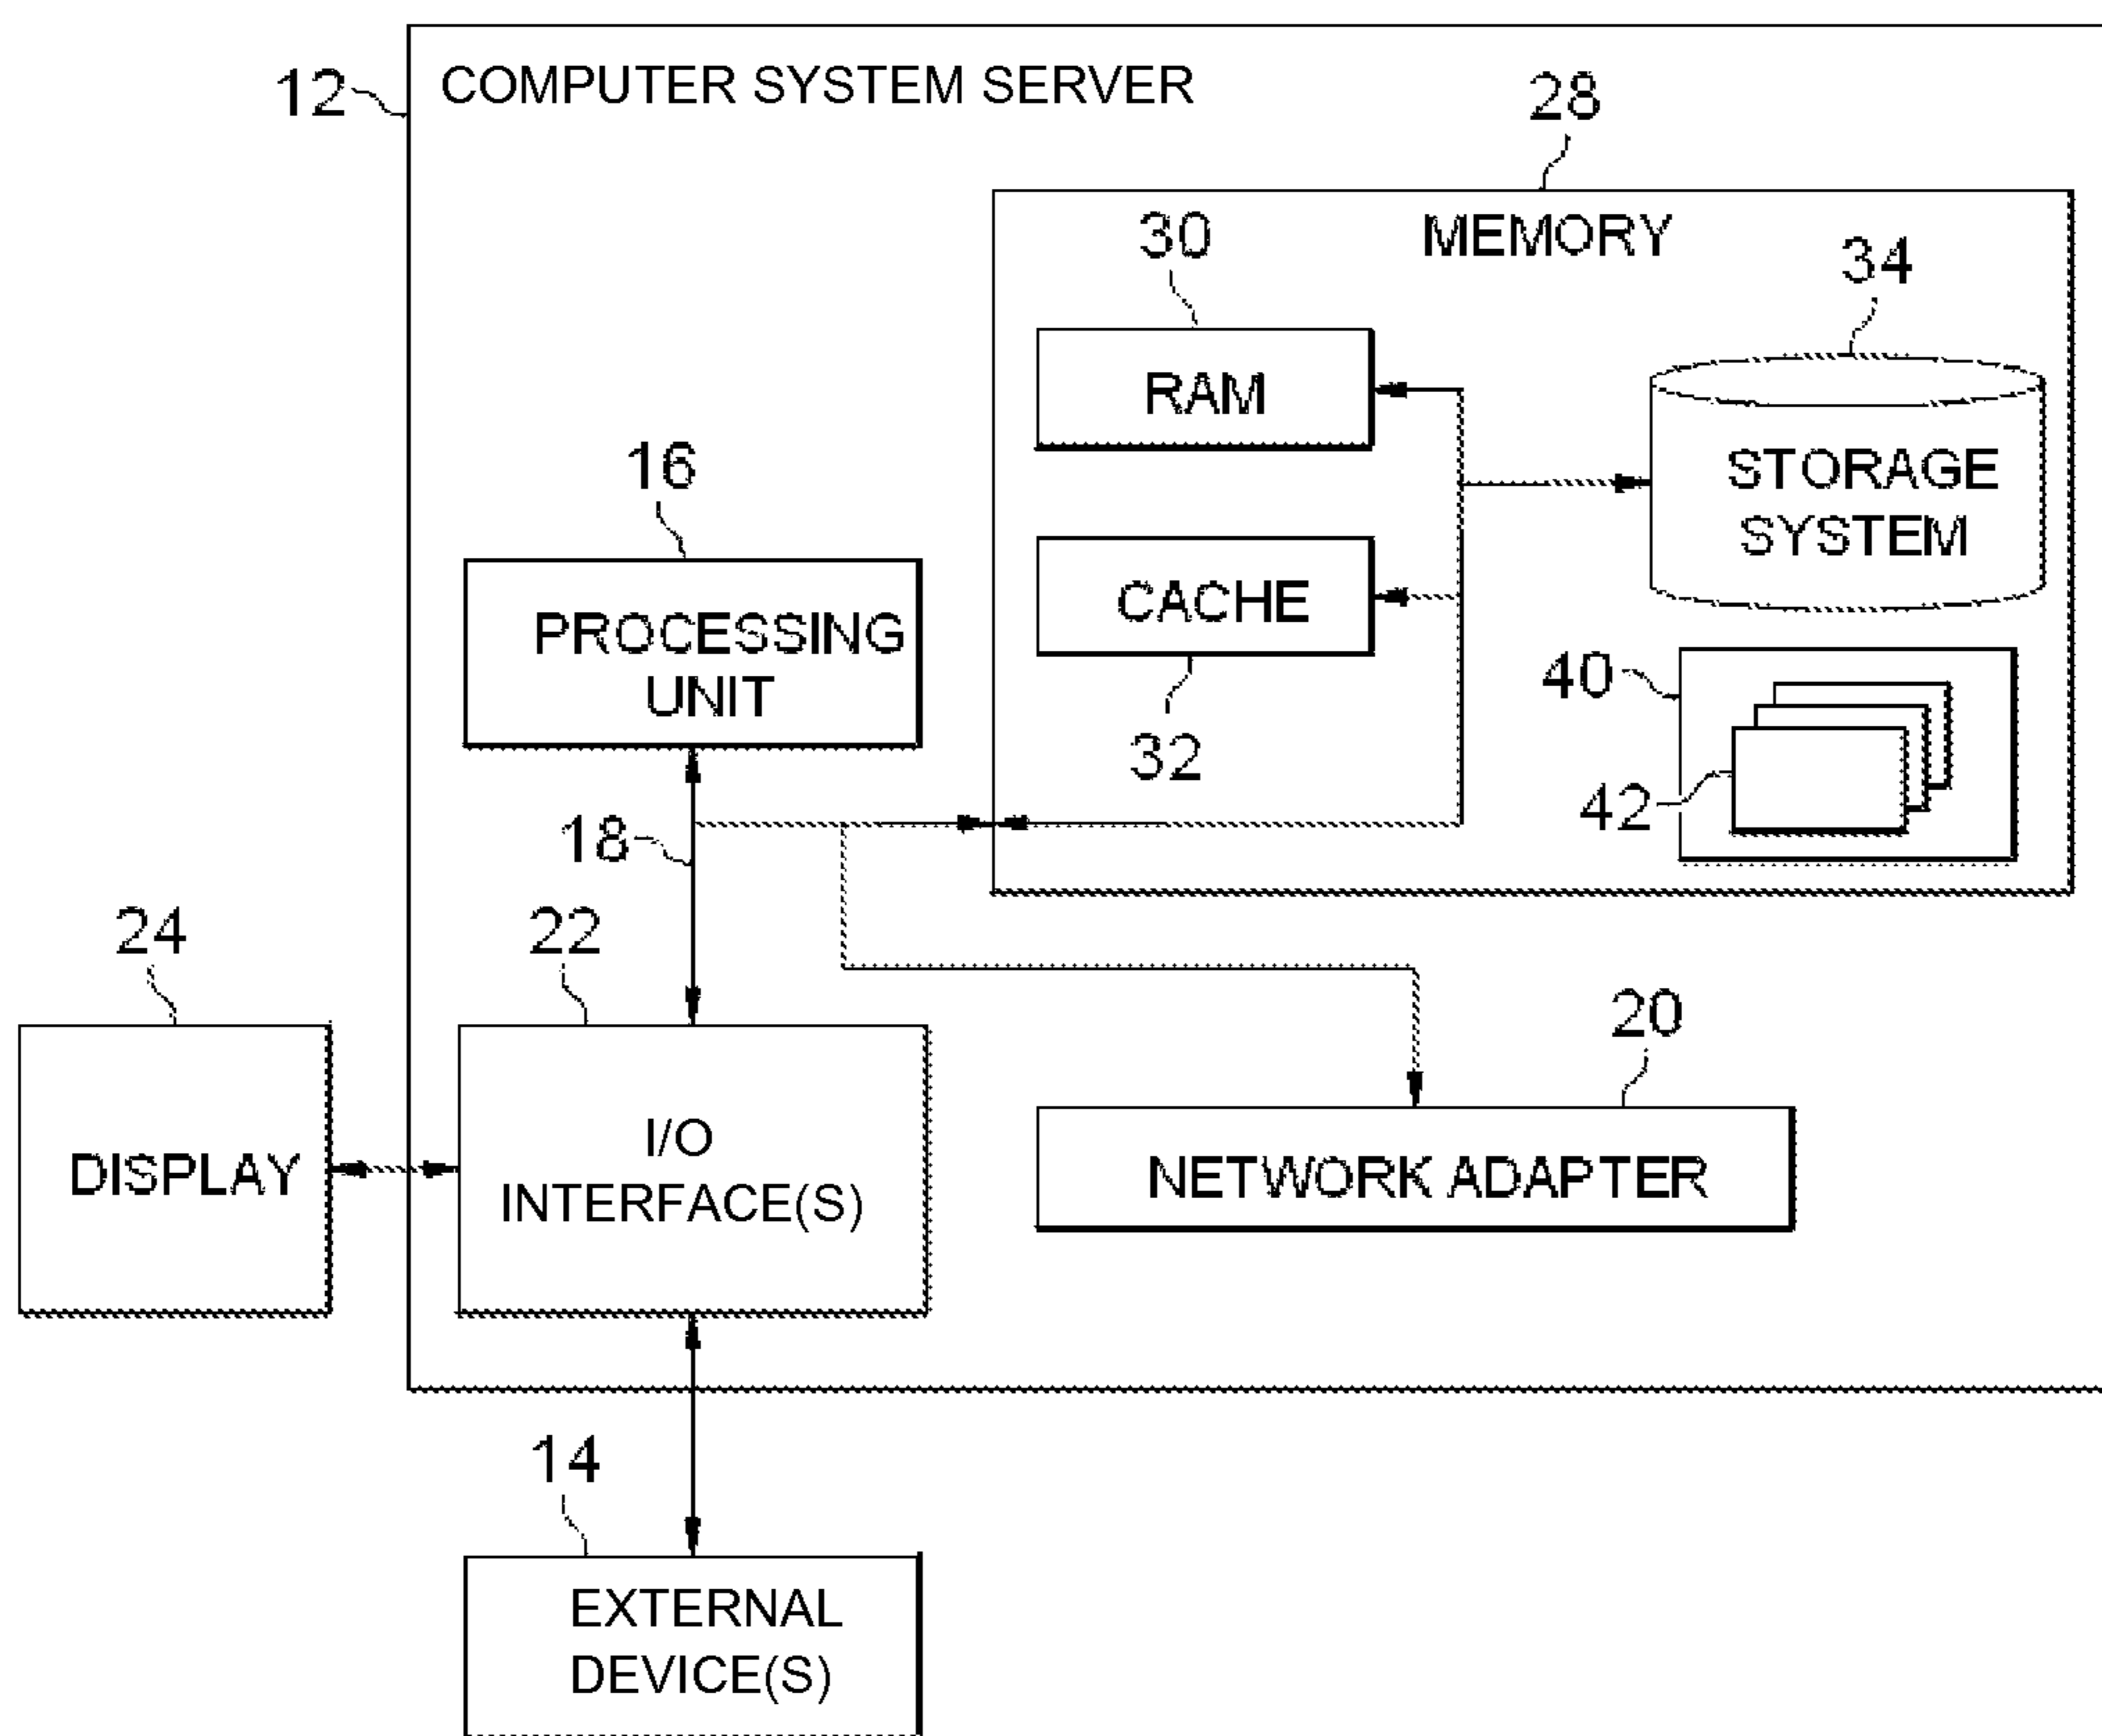 12
COMPUTER SYSTEM SERVER
28
MEMORY
30
34
RAM
STORAGE
SYSTEM
16
PROCESSING
UNIT
CACHE
32
40
42
18
24
22
20
DISPLAY
I/O
INTERFACE(S)
NETWORK ADAPTER
14
EXTERNAL
DEVICE(S)